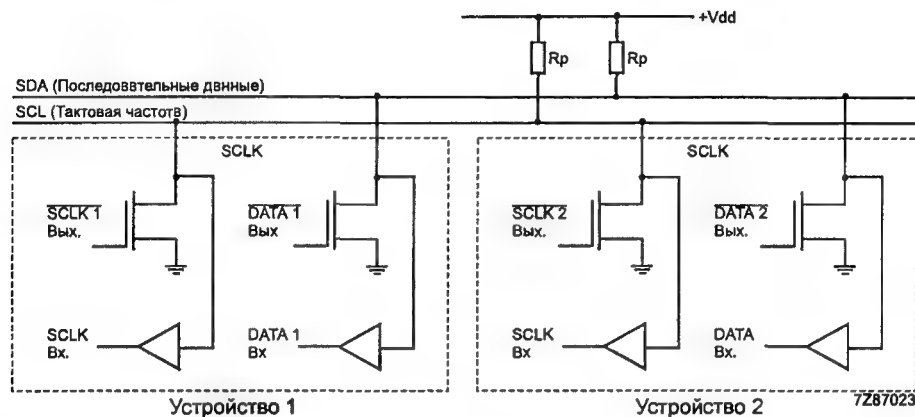 +Vdd
Rp
Rp
SDA (Последоввтельные двнные)
SCL (Тактовая частотв)
SCLK
SCLK
SCLK 1
Вых.
DATA 1
Вых
SCLK 2
Вых.
DATA 2
Вых.
SCLK
Вх.
DATA 1
Вх
SCLK
Вх
DATA
Вх.
Устройство 1
Устройство 2
7Z87023